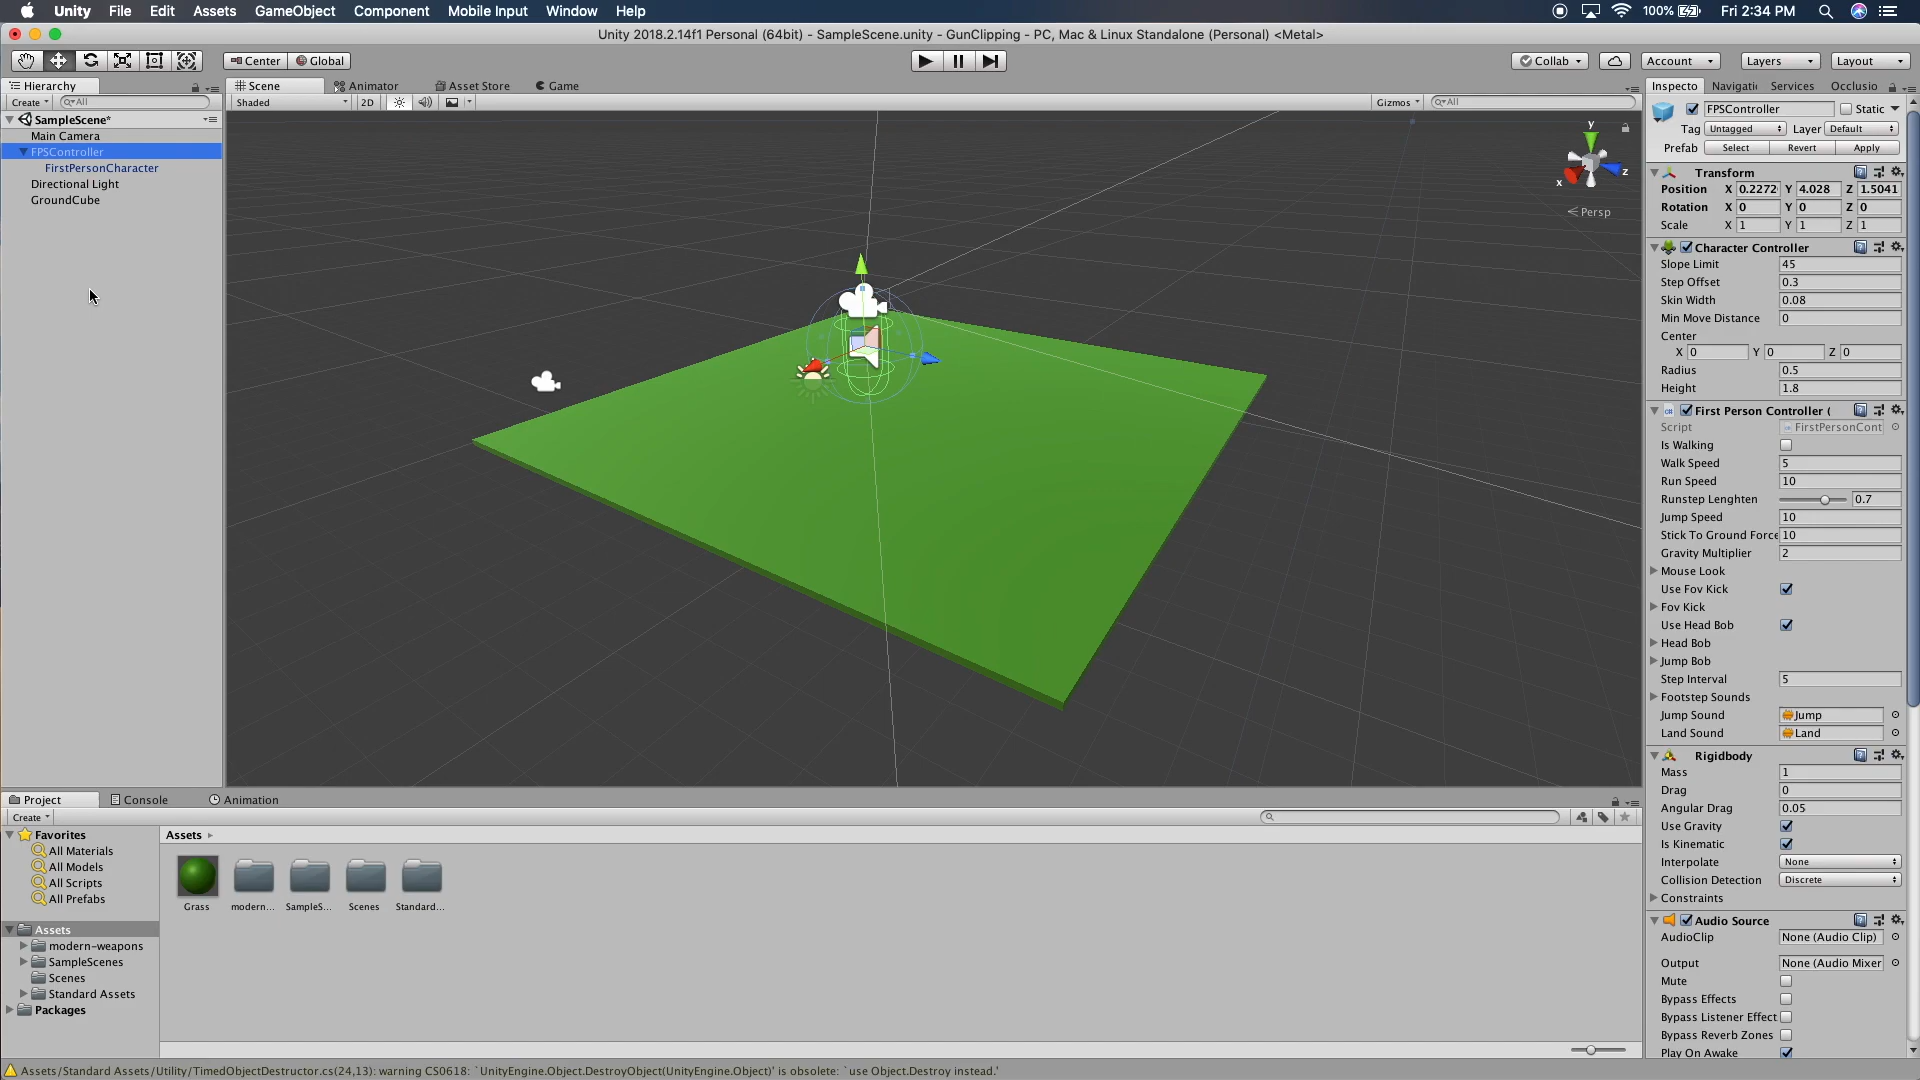 Unity File Edit Assets GameObject Component Mobile Input Window Help 100% Fri 2:34 PM
Unity 2018.2.14f1 Personal (64bit) - SampleScene.unity - GunClipping - PC, Mac & Linux Standalone (Personal) <Metal>
Center Global Collab Account Layers Layout
Hierarchy Scene Animator Asset Store Game Inspecto Navigati Services Occlusio
Create All Shaded 2D Gizmos All
SampleScene*
Main Camera
FPSController
FirstPersonCharacter
Directional Light
GroundCube
y
z
x
Persp
FPSController Static
Tag Untagged Layer Default
Prefab Select Revert Apply
Transform
Position X 0.2272 Y 4.028 Z 1.5041
Rotation X 0 Y 0 Z 0
Scale X 1 Y 1 Z 1
Character Controller
Slope Limit 45
Step Offset 0.3
Skin Width 0.08
Min Move Distance 0
Center
X 0 Y 0 Z 0
Radius 0.5
Height 1.8
First Person Controller (
Script FirstPersonCont
Is Walking
Walk Speed 5
Run Speed 10
Runstep Lenghten 0.7
Jump Speed 10
Stick To Ground Force 10
Gravity Multiplier 2
Mouse Look
Use Fov Kick
Fov Kick
Use Head Bob
Head Bob
Jump Bob
Step Interval 5
Footstep Sounds
Jump Sound Jump
Land Sound Land
Rigidbody
Mass 1
Drag 0
Angular Drag 0.05
Use Gravity
Is Kinematic
Interpolate None
Collision Detection Discrete
Constraints
Audio Source
AudioClip None (Audio Clip)
Output None (Audio Mixer
Mute
Bypass Effects
Bypass Listener Effect
Bypass Reverb Zones
Play On Awake
Project Console Animation
Create
Favorites
All Materials
All Models
All Scripts
All Prefabs
Assets
modern-weapons
SampleScenes
Scenes
Standard Assets
Packages
Assets
Grass modern... SampleS... Scenes Standard...
Assets/Standard Assets/Utility/TimedObjectDestructor.cs(24,13): warning CS0618: `UnityEngine.Object.DestroyObject(UnityEngine.Object)' is obsolete: `use Object.Destroy instead.'